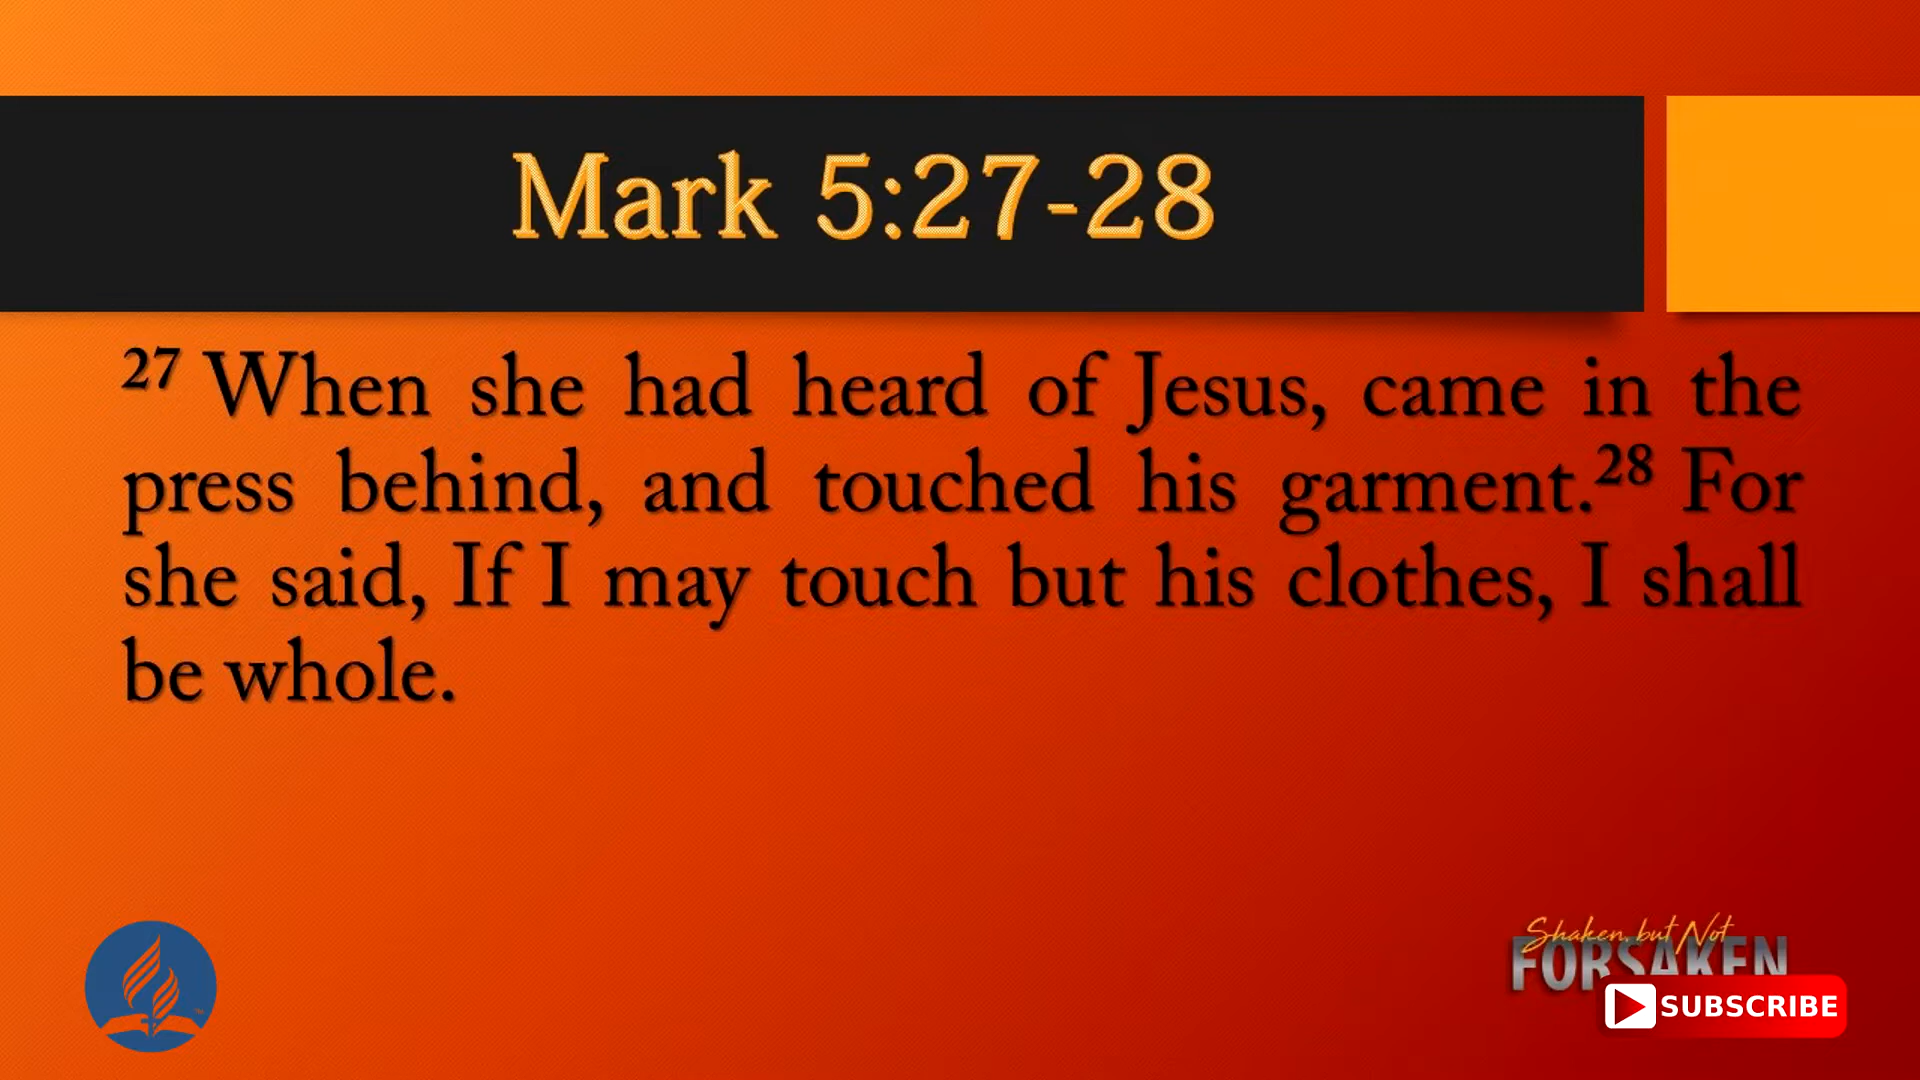 Mark 5:27-28
²⁷ When she had heard of Jesus, came in the
press behind, and touched his garment.²⁸ For
she said, If I may touch but his clothes, I shall
be whole.
Shaken, but Not
FORSAKEN
SUBSCRIBE